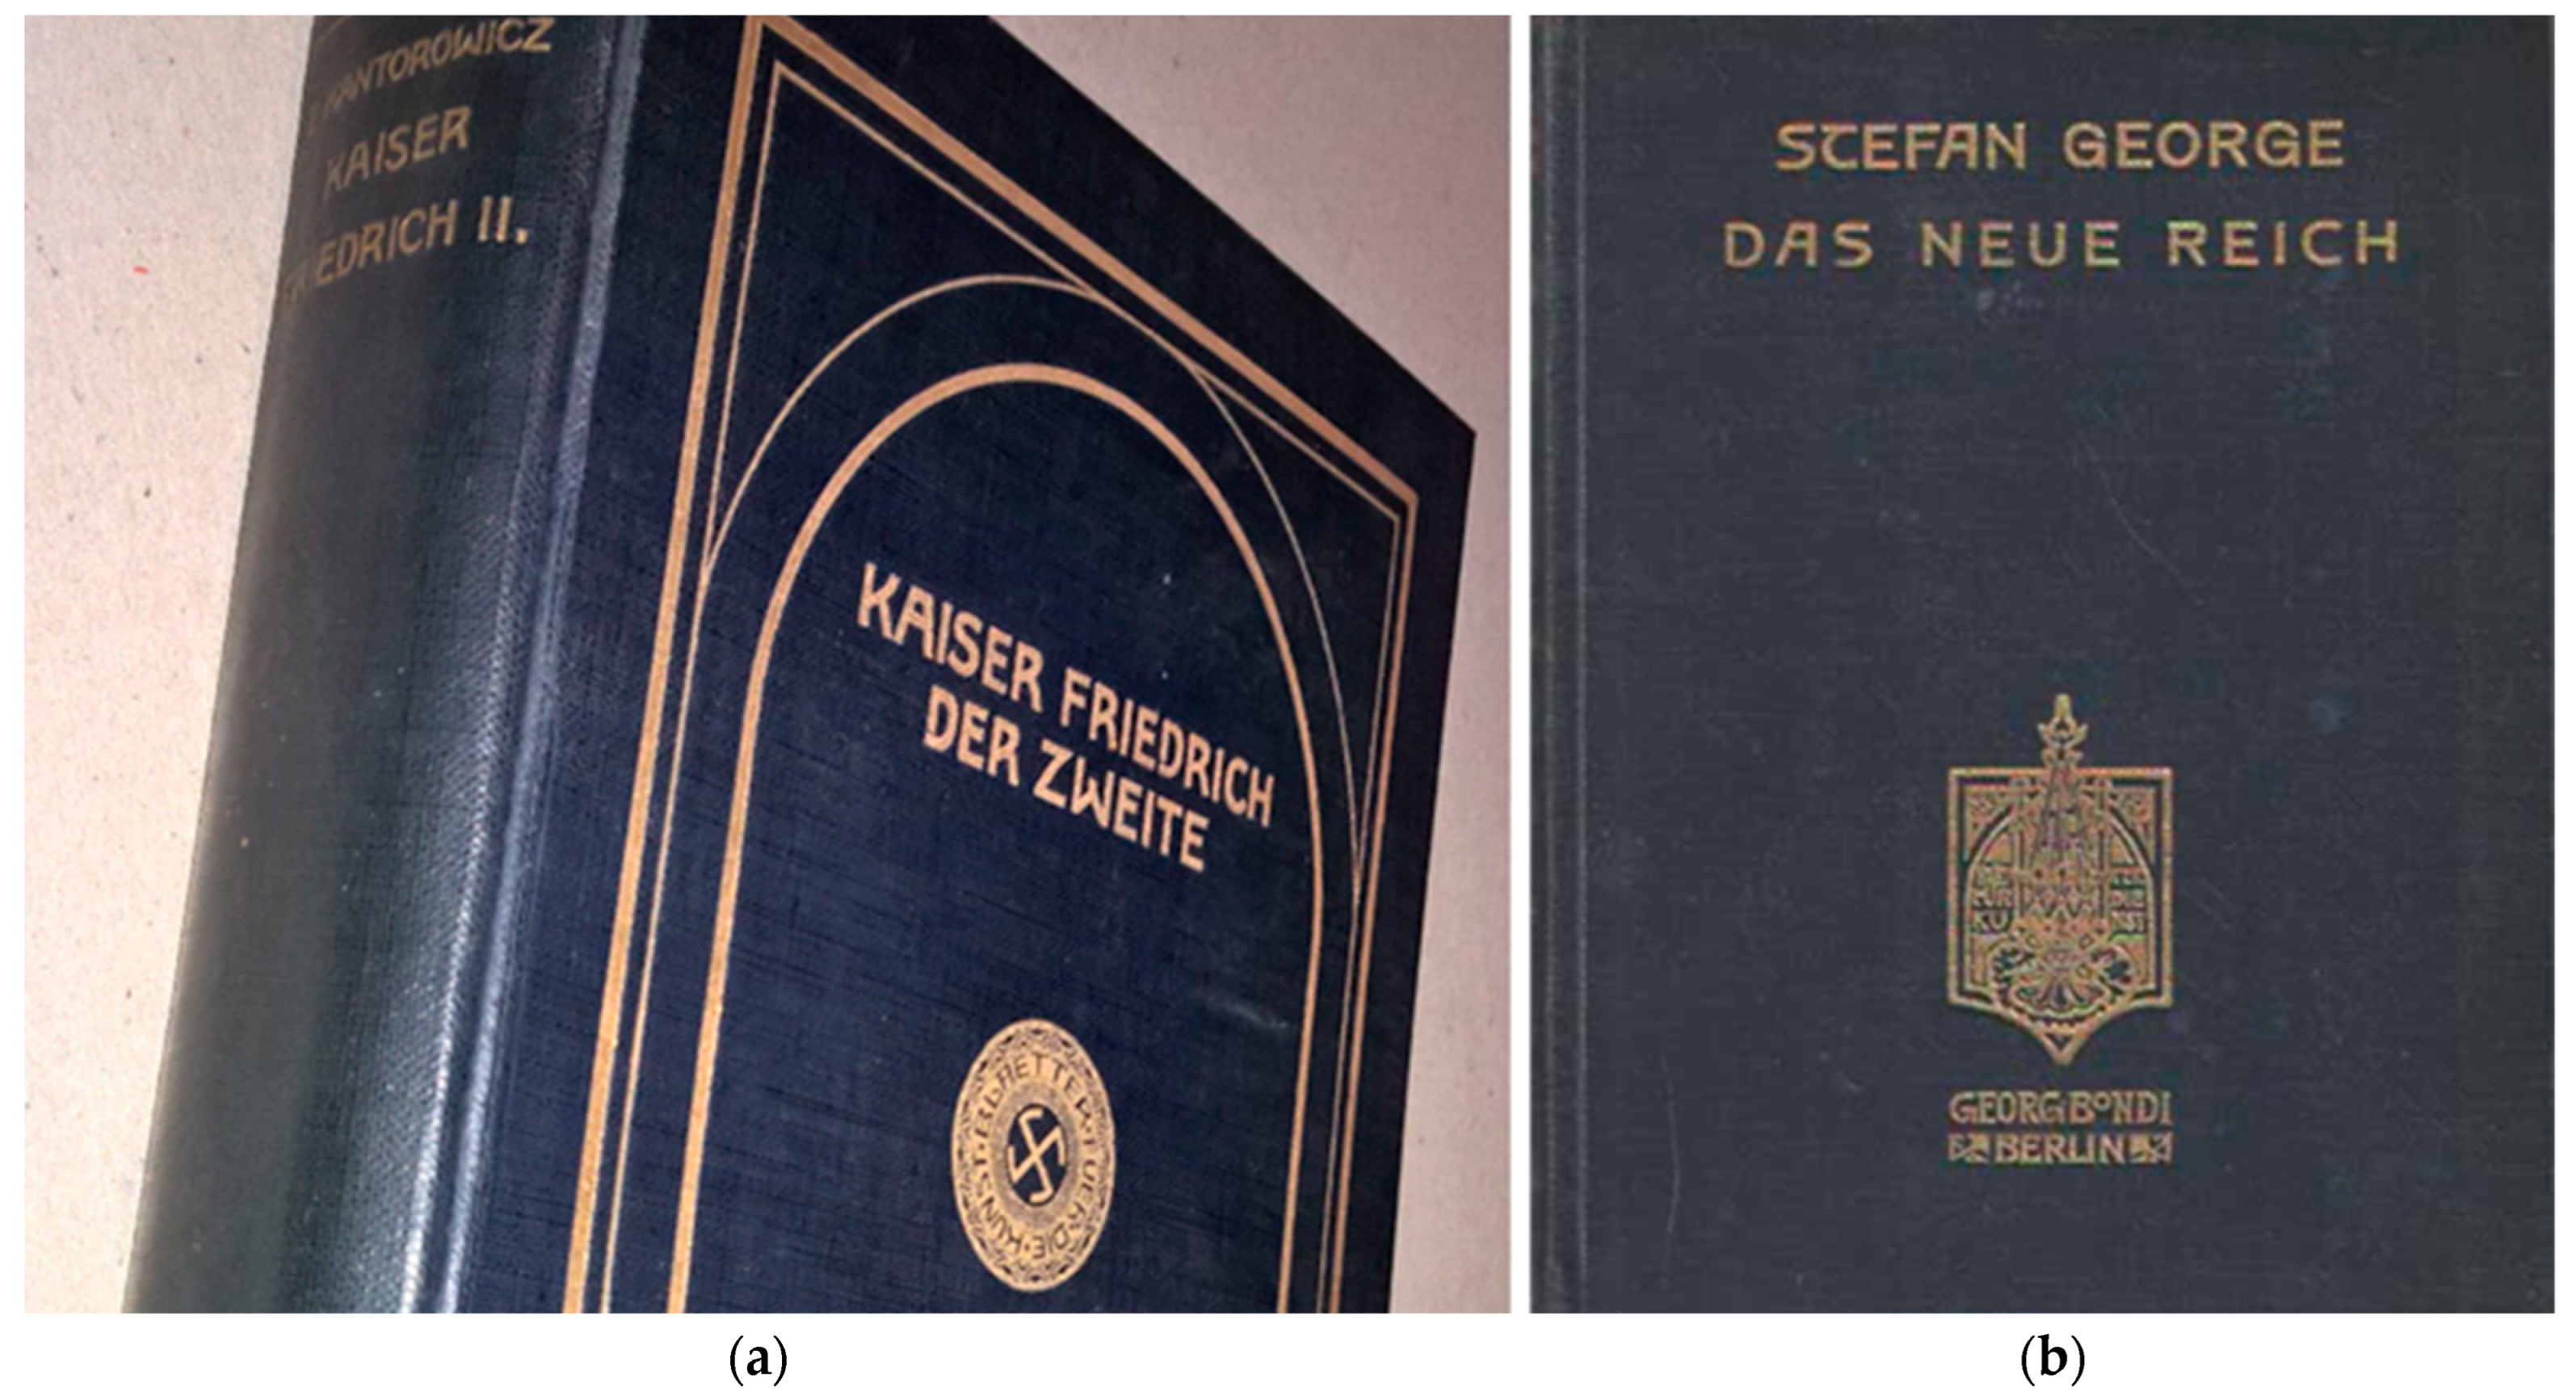 KANTOROWICZ
KAISER
FRIEDRICH II.
KAISER FRIEDRICH
DER ZWEITE
BLÆTTER FUER DIE KUNST
STEFAN GEORGE
DAS NEUE REICH
GEORG BONDI
BERLIN
(a)
(b)